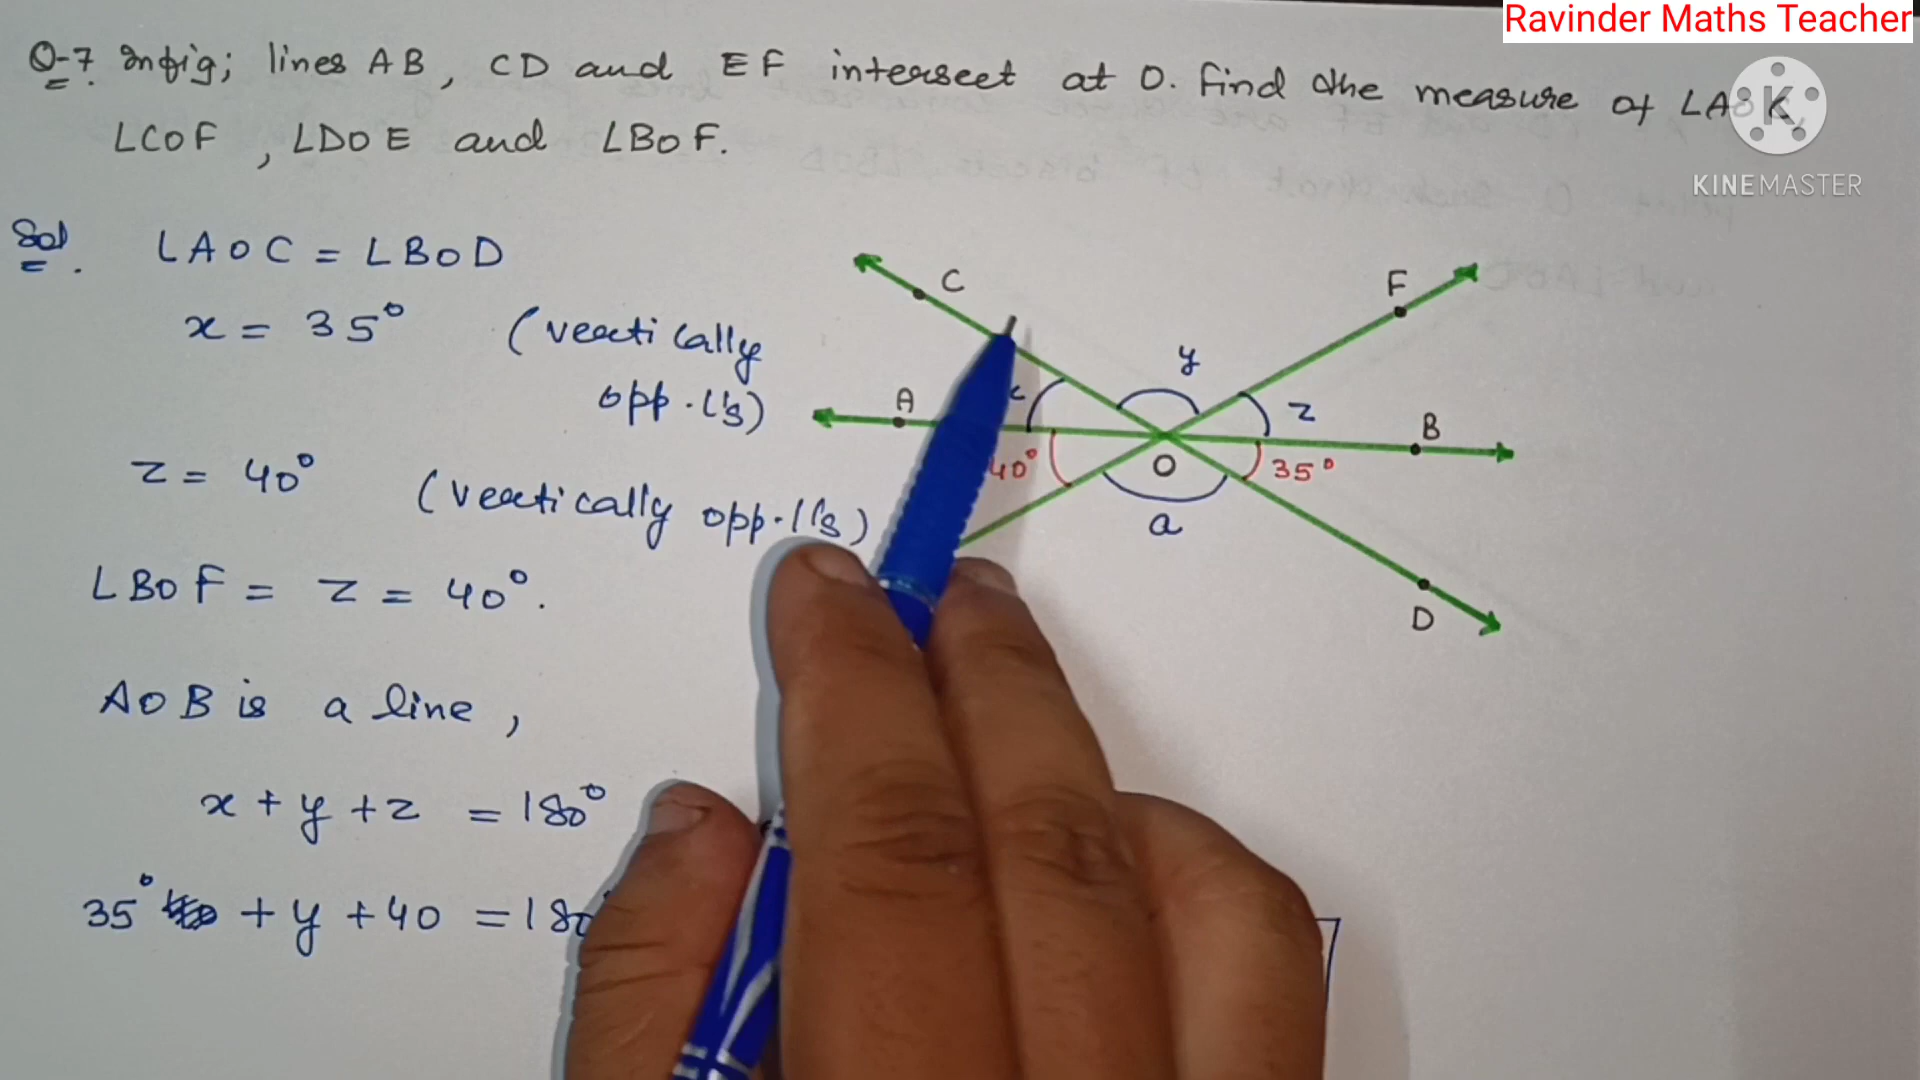 Ravinder Maths Teacher
Q-7. In fig; lines AB, CD and EF intersect at O. find the measure of
∠COF, ∠DOE and ∠BOF.
K
KINEMASTER
Sol. ∠AOC = ∠BOD
x = 35° (vertically
opp. ∠'s)
z = 40° (vertically opp. ∠'s)
∠BOF = z = 40°.
AOB is a line,
x + y + z = 180°
35° + y + 40 = 180
C
F
y
A
z
B
40°
O
35°
a
D